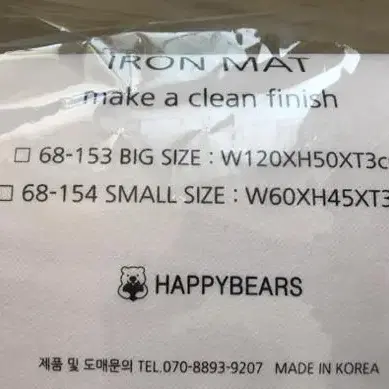 IRON MAT
make a clean finish
□ 68-153 BIG SIZE : W120XH50XT3c
□ 68-154 SMALL SIZE : W60XH45XT3
HAPPYBEARS
제품 및 도매문의 TEL.070-8893-9207 MADE IN KOREA